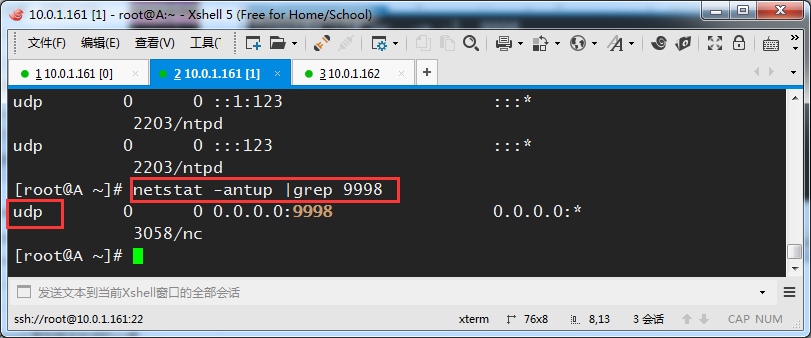 10.0.1.161 [1] - root@A:~ - Xshell 5 (Free for Home/School)
文件(F) 编辑(E) 查看(V) 工具(
1 10.0.1.161 [0] 2 10.0.1.161 [1] 3 10.0.1.162
udp 0 0 ::1:123 :::*
2203/ntpd
udp 0 0 :::123 :::*
2203/ntpd
[root@A ~]# netstat -antup |grep 9998
udp 0 0 0.0.0.0:9998 0.0.0.0:*
3058/nc
[root@A ~]#
发送文本到当前Xshell窗口的全部会话
ssh://root@10.0.1.161:22 xterm 76x8 8,13 3 会话 CAP NUM